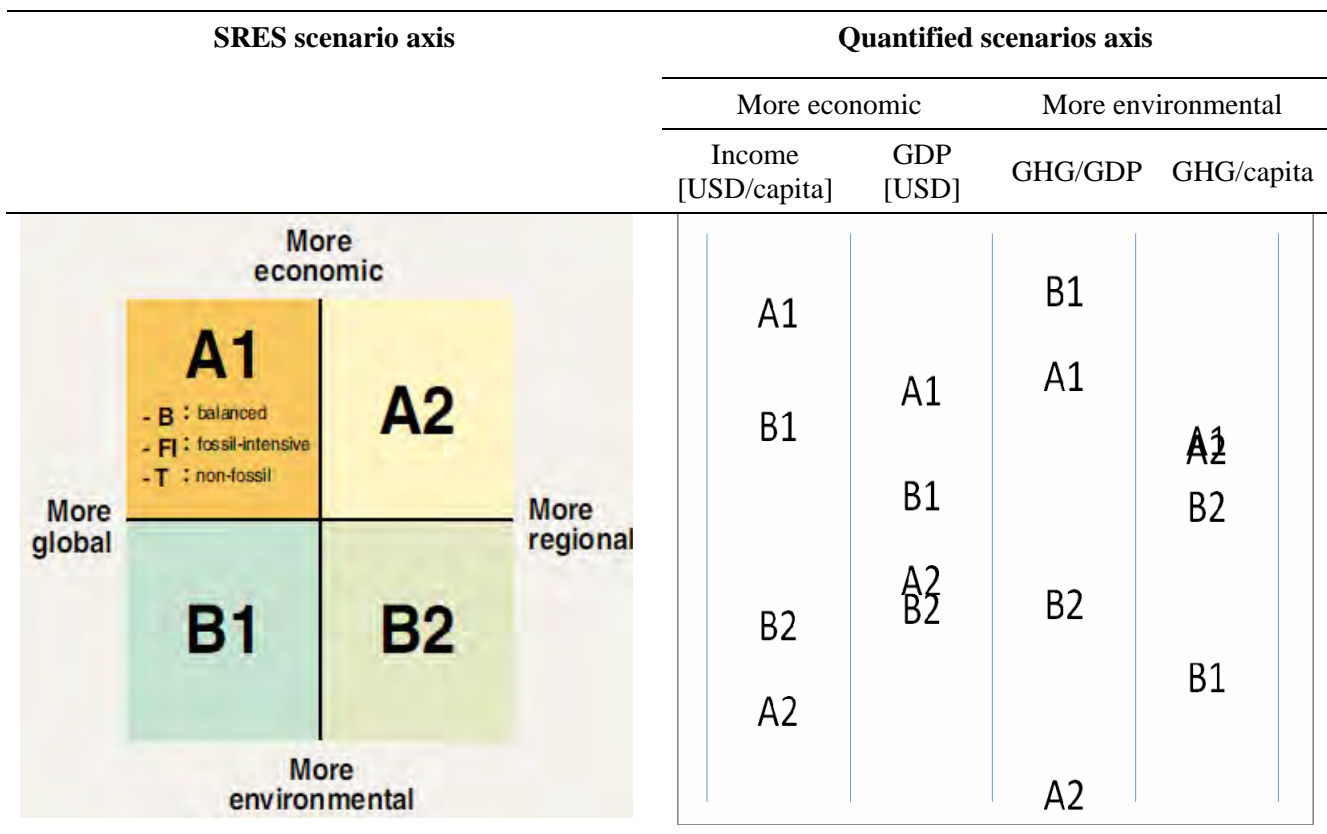 SRES scenario axis
Quantified scenarios axis
More economic
More environmental
Income
[USD/capita]
GDP
[USD]
GHG/GDP
GHG/capita
More
economic
A1
- B : balanced
- FI : fossil-intensive
- T : non-fossil
A2
More
global
More
regional
B1
B2
More
environmental
A1
B1
B2
A2
A1
B1
A2
B2
B1
A1
B2
A2
A1
A2
B2
B1